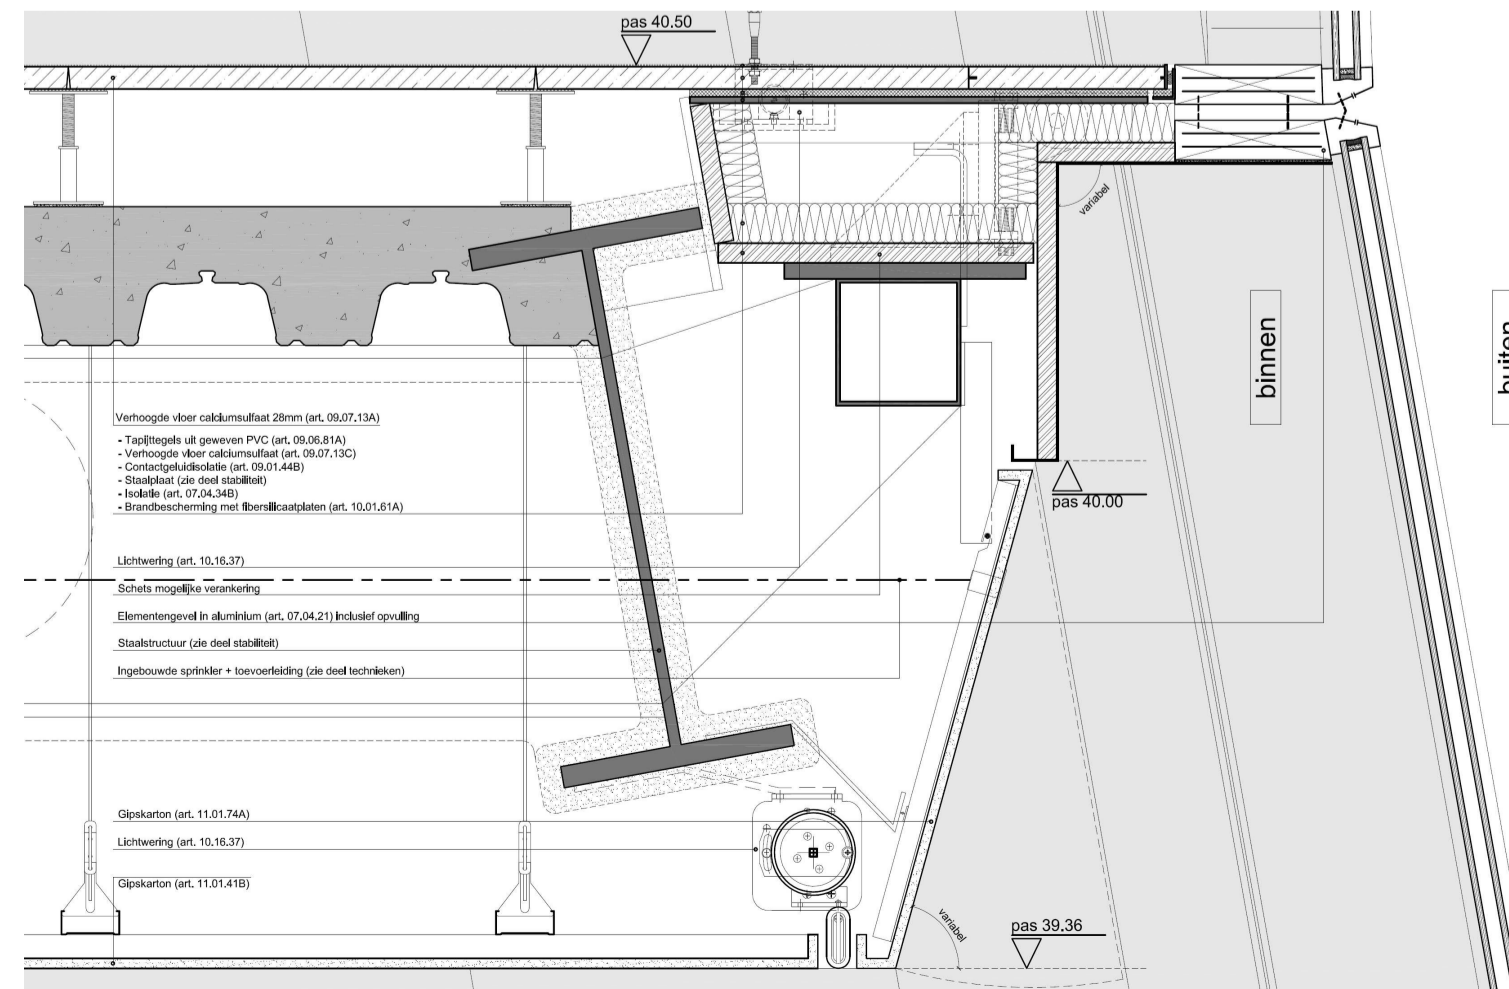 pas 40.50
variabel
binnen
buiten
Verhoogde vloer calciumsulfaat 28mm (art. 09.07.13A)
- Tapijttegels uit geweven PVC (art. 09.06.81A)
- Verhoogde vloer calciumsulfaat (art. 09.07.13C)
- Contactgeluidisolatie (art. 09.01.44B)
- Staalplaat (zie deel stabiliteit)
- Isolatie (art. 07.04.34B)
- Brandbescherming met fibersilicaatplaten (art. 10.01.61A)
pas 40.00
Lichtwering (art. 10.16.37)
Schets mogelijke verankering
Elementengevel in aluminium (art. 07.04.21) inclusief opvulling
Staalstructuur (zie deel stabiliteit)
Ingebouwde sprinkler + toevoerleiding (zie deel technieken)
Gipskarton (art. 11.01.74A)
Lichtwering (art. 10.16.37)
Gipskarton (art. 11.01.41B)
variabel
pas 39.36